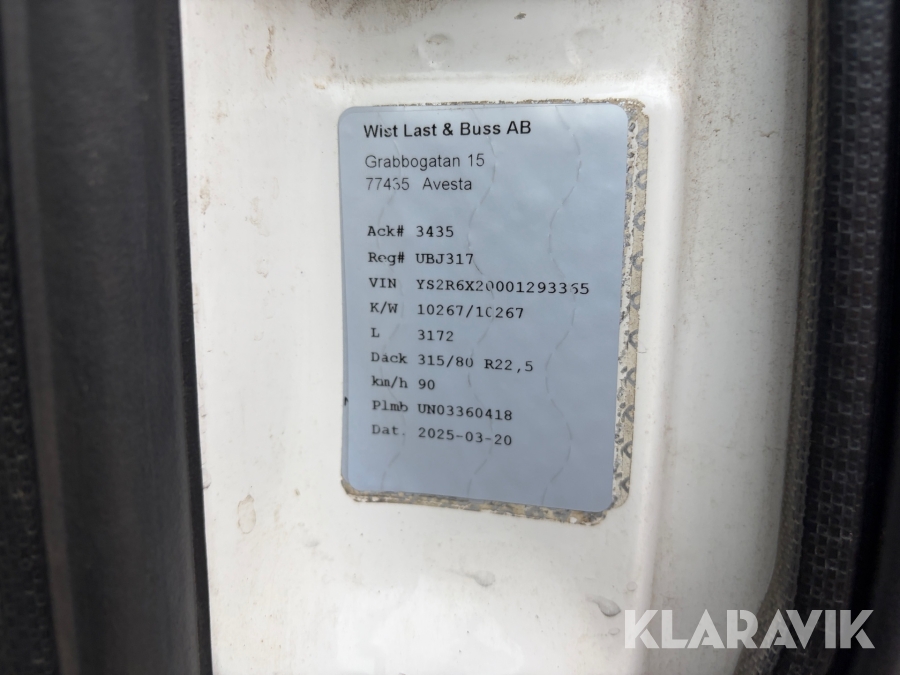 Wist Last & Buss AB
Grabbogatan 15
77435 Avesta
Ack# 3435
Reg# UBJ317
VIN YS2R6X20001293365
K/W 10267/10267
L 3172
Däck 315/80 R22,5
km/h 90
Plmb UN03360418
Dat. 2025-03-20
KLARAVIK